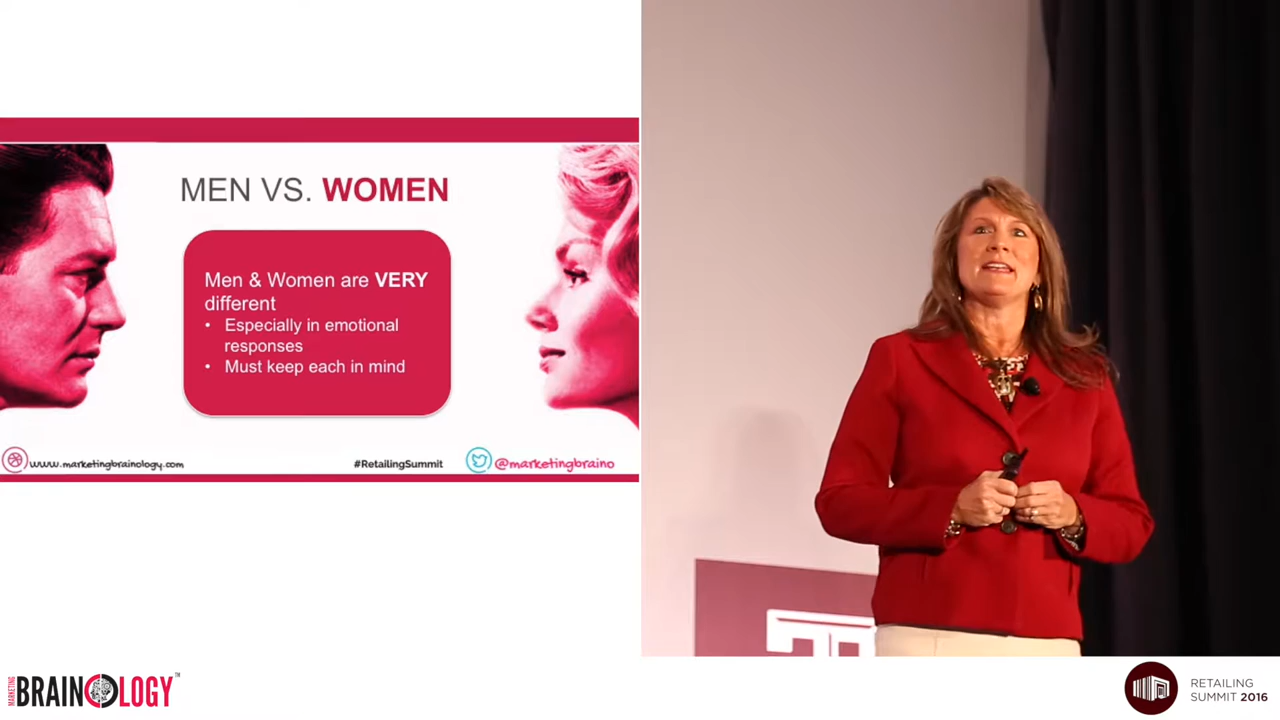 MEN VS. WOMEN
Men & Women are VERY
different
• Especially in emotional
responses
• Must keep each in mind
www.marketingbrainology.com
#RetailingSummit
@marketingbraino
MARKETING
BRAINOLOGY™
RETAILING
SUMMIT 2016